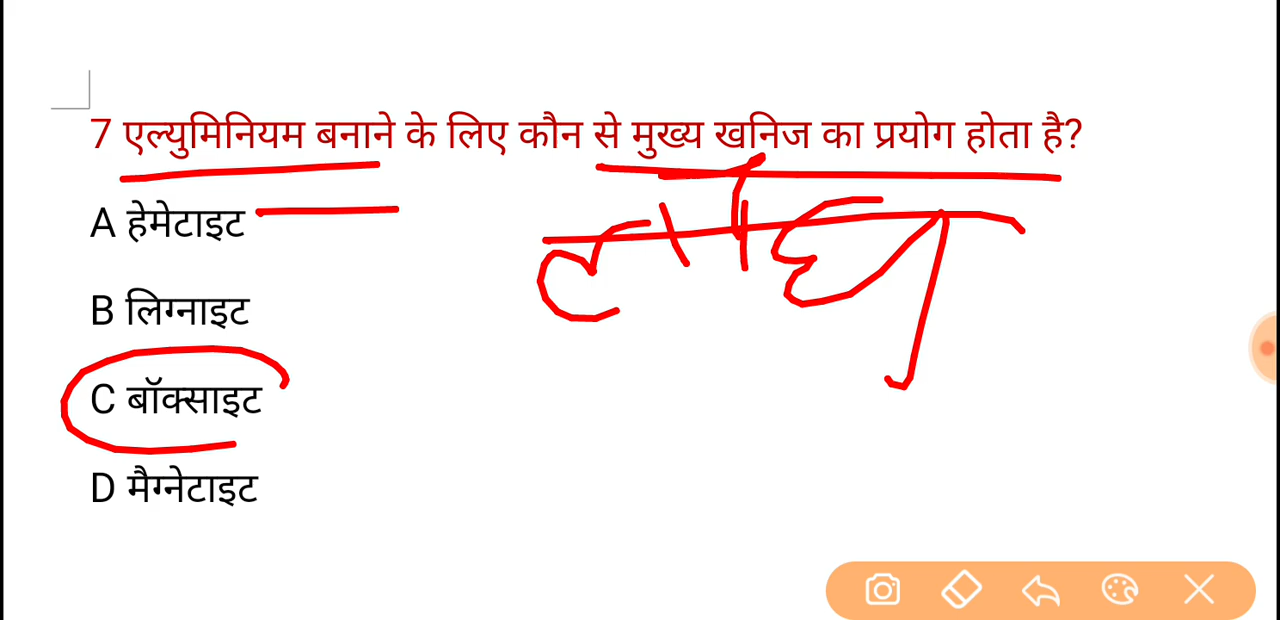 7 एल्युमिनियम बनाने के लिए कौन से मुख्य खनिज का प्रयोग होता है?
A हेमेटाइट
B लिग्नाइट
C बॉक्साइट
D मैग्नेटाइट